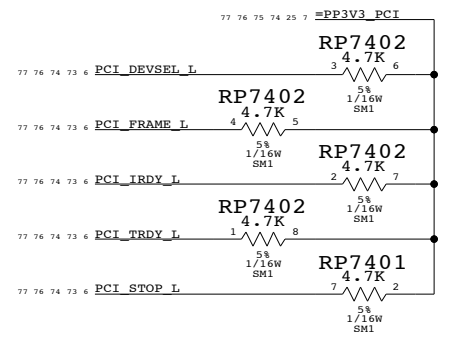 77 76 75 74 25 7 =PP3V3_PCI
RP7402
4.7K
77 76 74 73 6 PCI_DEVSEL_L 3 6
5%
1/16W
SM1
RP7402
4.7K
77 76 74 73 6 PCI_FRAME_L 4 5
5%
1/16W
SM1
RP7402
4.7K
77 76 74 73 6 PCI_IRDY_L 2 7
5%
1/16W
SM1
RP7402
4.7K
77 76 74 73 6 PCI_TRDY_L 1 8
5%
1/16W
SM1
RP7401
4.7K
77 76 74 73 6 PCI_STOP_L 7 2
5%
1/16W
SM1